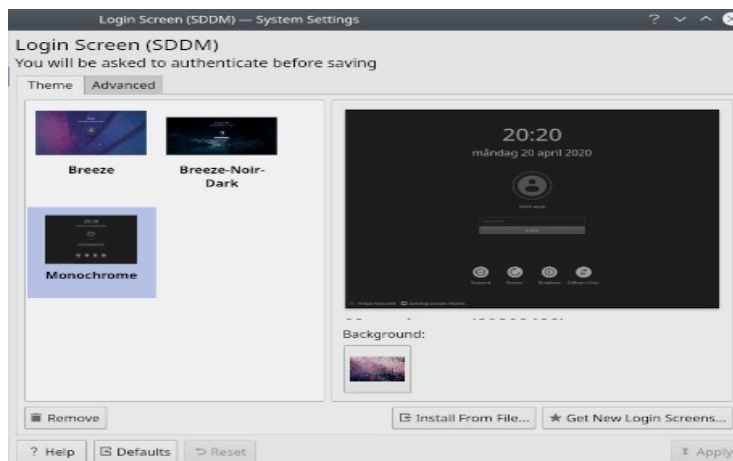 Login Screen (SDDM) — System Settings
Login Screen (SDDM)
You will be asked to authenticate before saving
Theme Advanced
Breeze
Breeze-Noir-
Dark
20:20
Monochrome
20:20
måndag 20 april 2020
Background:
Remove
Install From File...
Get New Login Screens...
? Help
Defaults
Reset
Apply